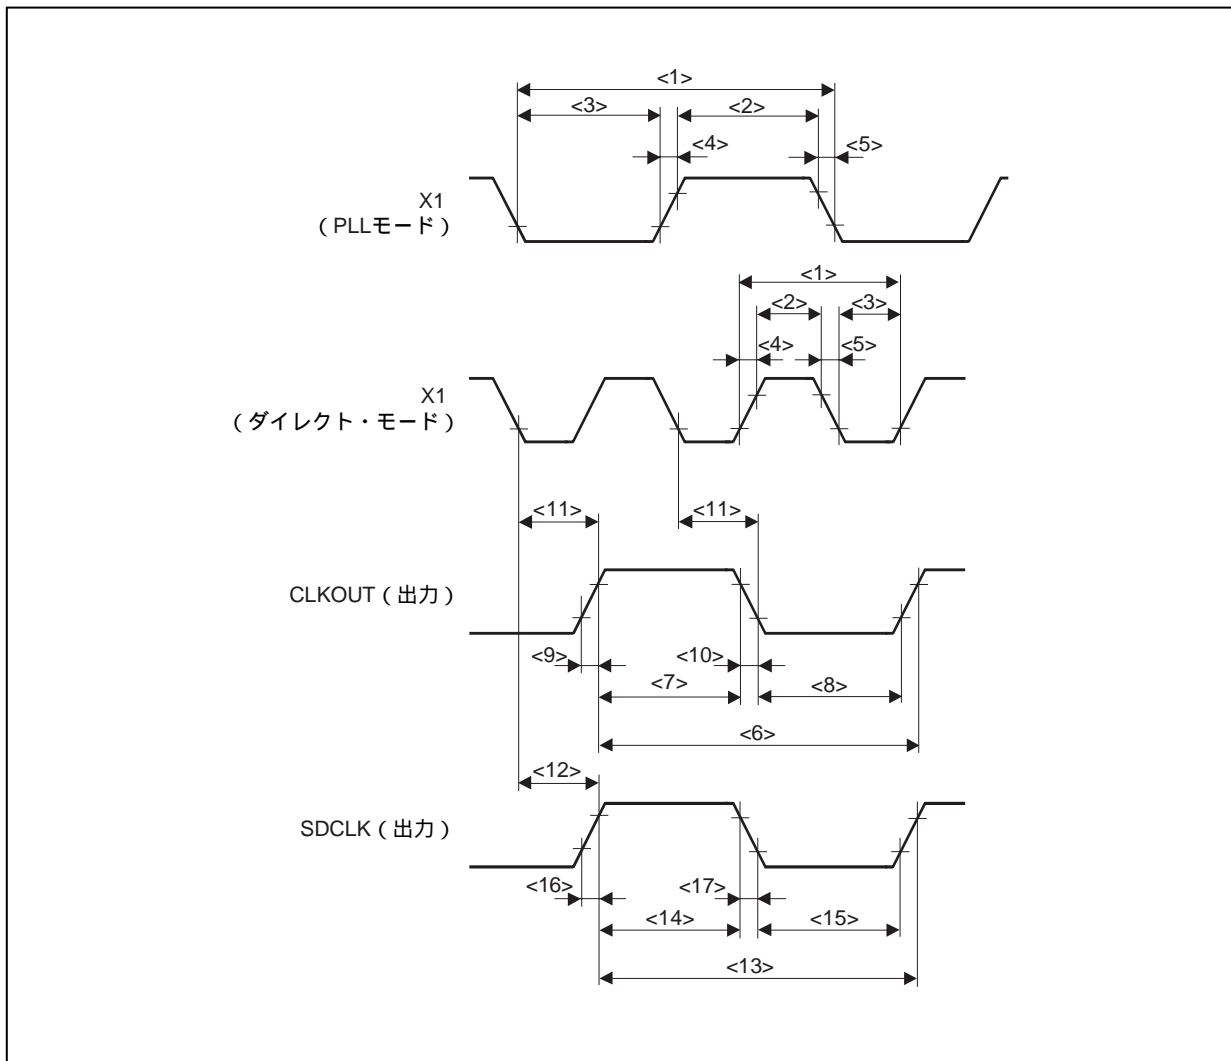 <1>
<3> <2>
<4> <5>
X1
（PLLモード）
<1>
<2> <3>
<4> <5>
X1
（ダイレクト・モード）
<11> <11>
CLKOUT（出力）
<9> <10>
<7> <8>
<6>
<12>
SDCLK（出力）
<16> <17>
<14> <15>
<13>